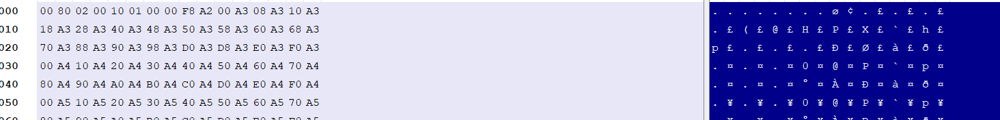 000 00 80 02 00 10 01 00 00 F8 A2 00 A3 08 A3 10 A3 . . . . . . . . ø ¢ . £ . £ . £
010 18 A3 28 A3 40 A3 48 A3 50 A3 58 A3 60 A3 68 A3 . £ ( £ @ £ H £ P £ X £ ` £ h £
020 70 A3 88 A3 90 A3 98 A3 D0 A3 D8 A3 E0 A3 F0 A3 p £ . £ . £ . £ Ð £ Ø £ à £ ð £
030 00 A4 10 A4 20 A4 30 A4 40 A4 50 A4 60 A4 70 A4 . ¤ . ¤ . ¤ 0 ¤ @ ¤ P ¤ ` ¤ p ¤
040 80 A4 90 A4 A0 A4 B0 A4 C0 A4 D0 A4 E0 A4 F0 A4 . ¤ . ¤ . ¤ ° ¤ À ¤ Ð ¤ à ¤ ð ¤
050 00 A5 10 A5 20 A5 30 A5 40 A5 50 A5 60 A5 70 A5 . ¥ . ¥ . ¥ 0 ¥ @ ¥ P ¥ ` ¥ p ¥